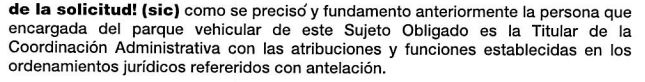 de la solicitud! (sic) como se precisó y fundamento anteriormente la persona que
encargada del parque vehicular de este Sujeto Obligado es la Titular de la
Coordinación Administrativa con las atribuciones y funciones establecidas en los
ordenamientos jurídicos refereridos con antelación.